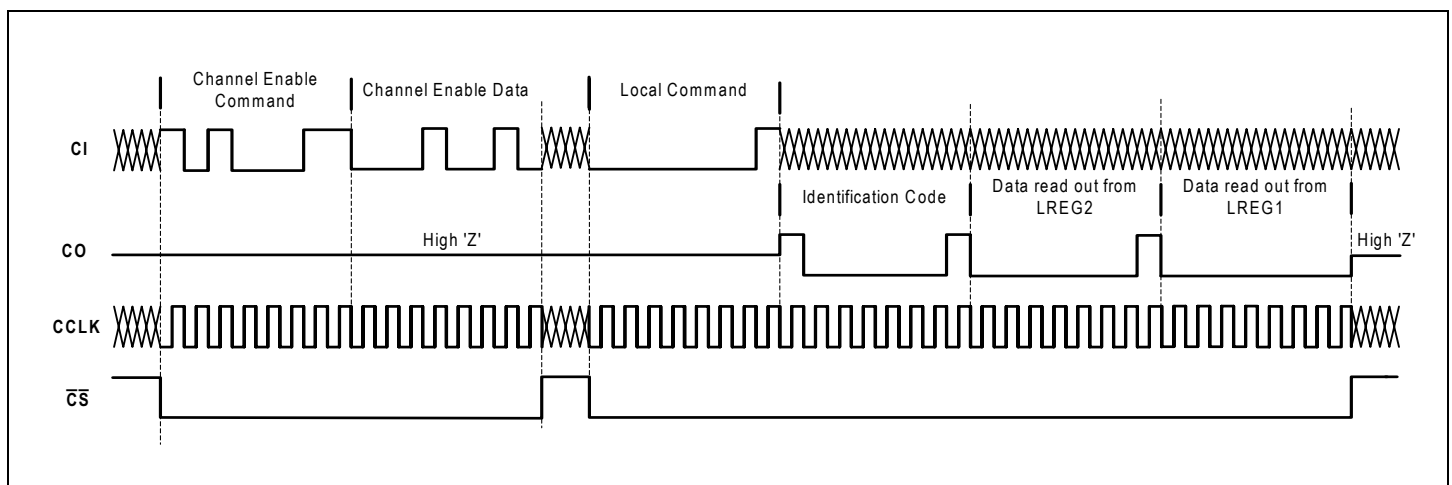 Channel Enable
Command
Channel Enable Data
Local Command
CI
Identification Code
Data read out from
LREG2
Data read out from
LREG1
High 'Z'
High 'Z'
CO
CCLK
CS